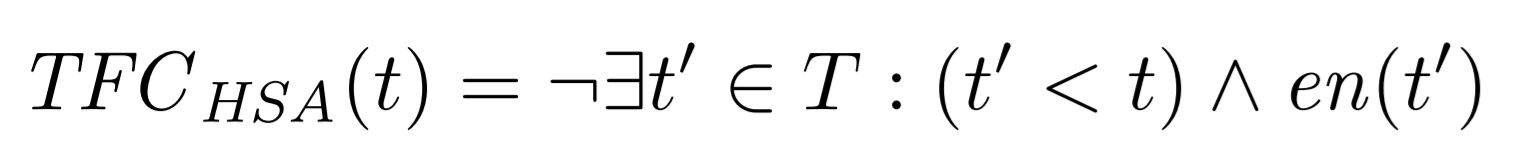 TFC_{HSA}(t) = ¬∃t′ ∈ T : (t′ < t) ∧ en(t′)